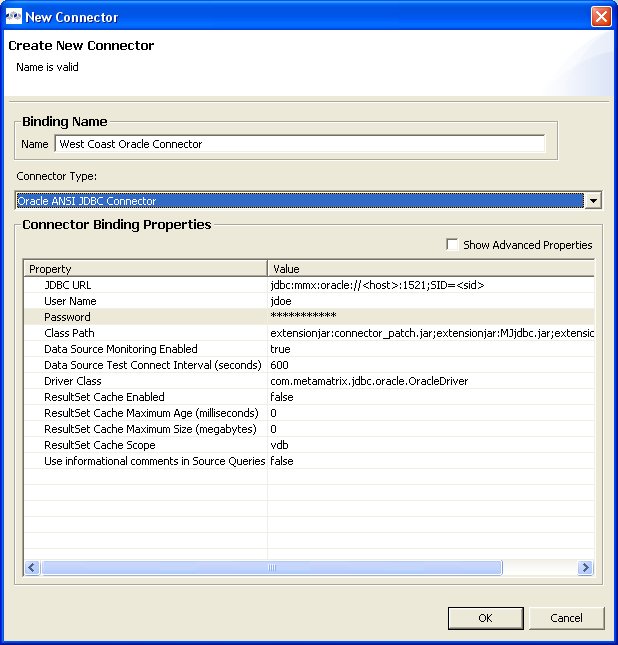 New Connector
Create New Connector
Name is valid
Binding Name
Name West Coast Oracle Connector
Connector Type:
Oracle ANSI JDBC Connector
Connector Binding Properties
Show Advanced Properties
Property Value
JDBC URL jdbc:mmx:oracle://<host>:1521;SID=<sid>
User Name jdoe
Password ***********
Class Path extensionjar:connector_patch.jar;extensionjar:MJjdbc.jar;extensio
Data Source Monitoring Enabled true
Data Source Test Connect Interval (seconds) 600
Driver Class com.metamatrix.jdbc.oracle.OracleDriver
ResultSet Cache Enabled false
ResultSet Cache Maximum Age (milliseconds) 0
ResultSet Cache Maximum Size (megabytes) 0
ResultSet Cache Scope vdb
Use informational comments in Source Queries false
OK Cancel